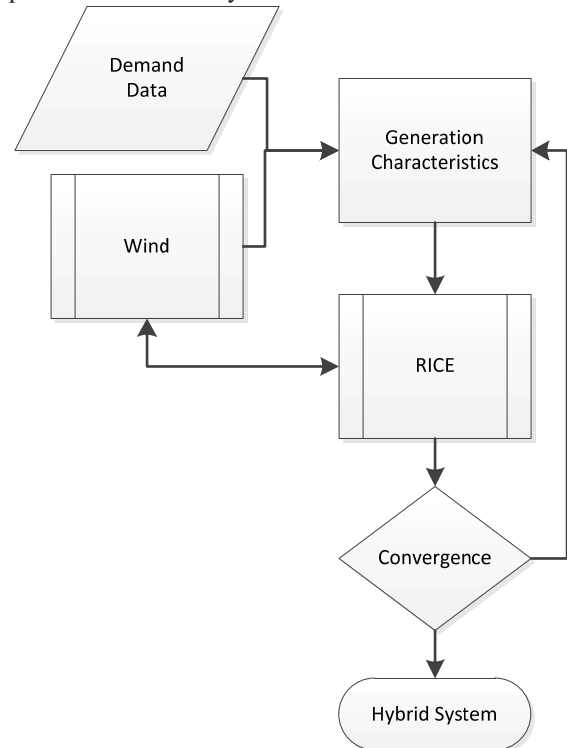 Demand
Data
Generation
Characteristics
Wind
RICE
Convergence
Hybrid System